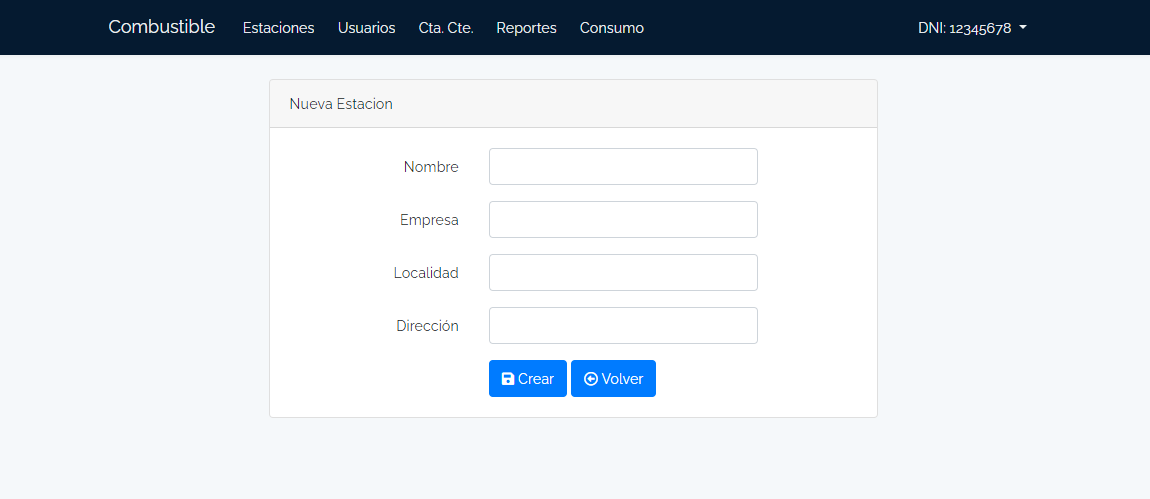 Combustible Estaciones Usuarios Cta. Cte. Reportes Consumo DNI: 12345678
Nueva Estacion
Nombre
Empresa
Localidad
Dirección
Crear Volver